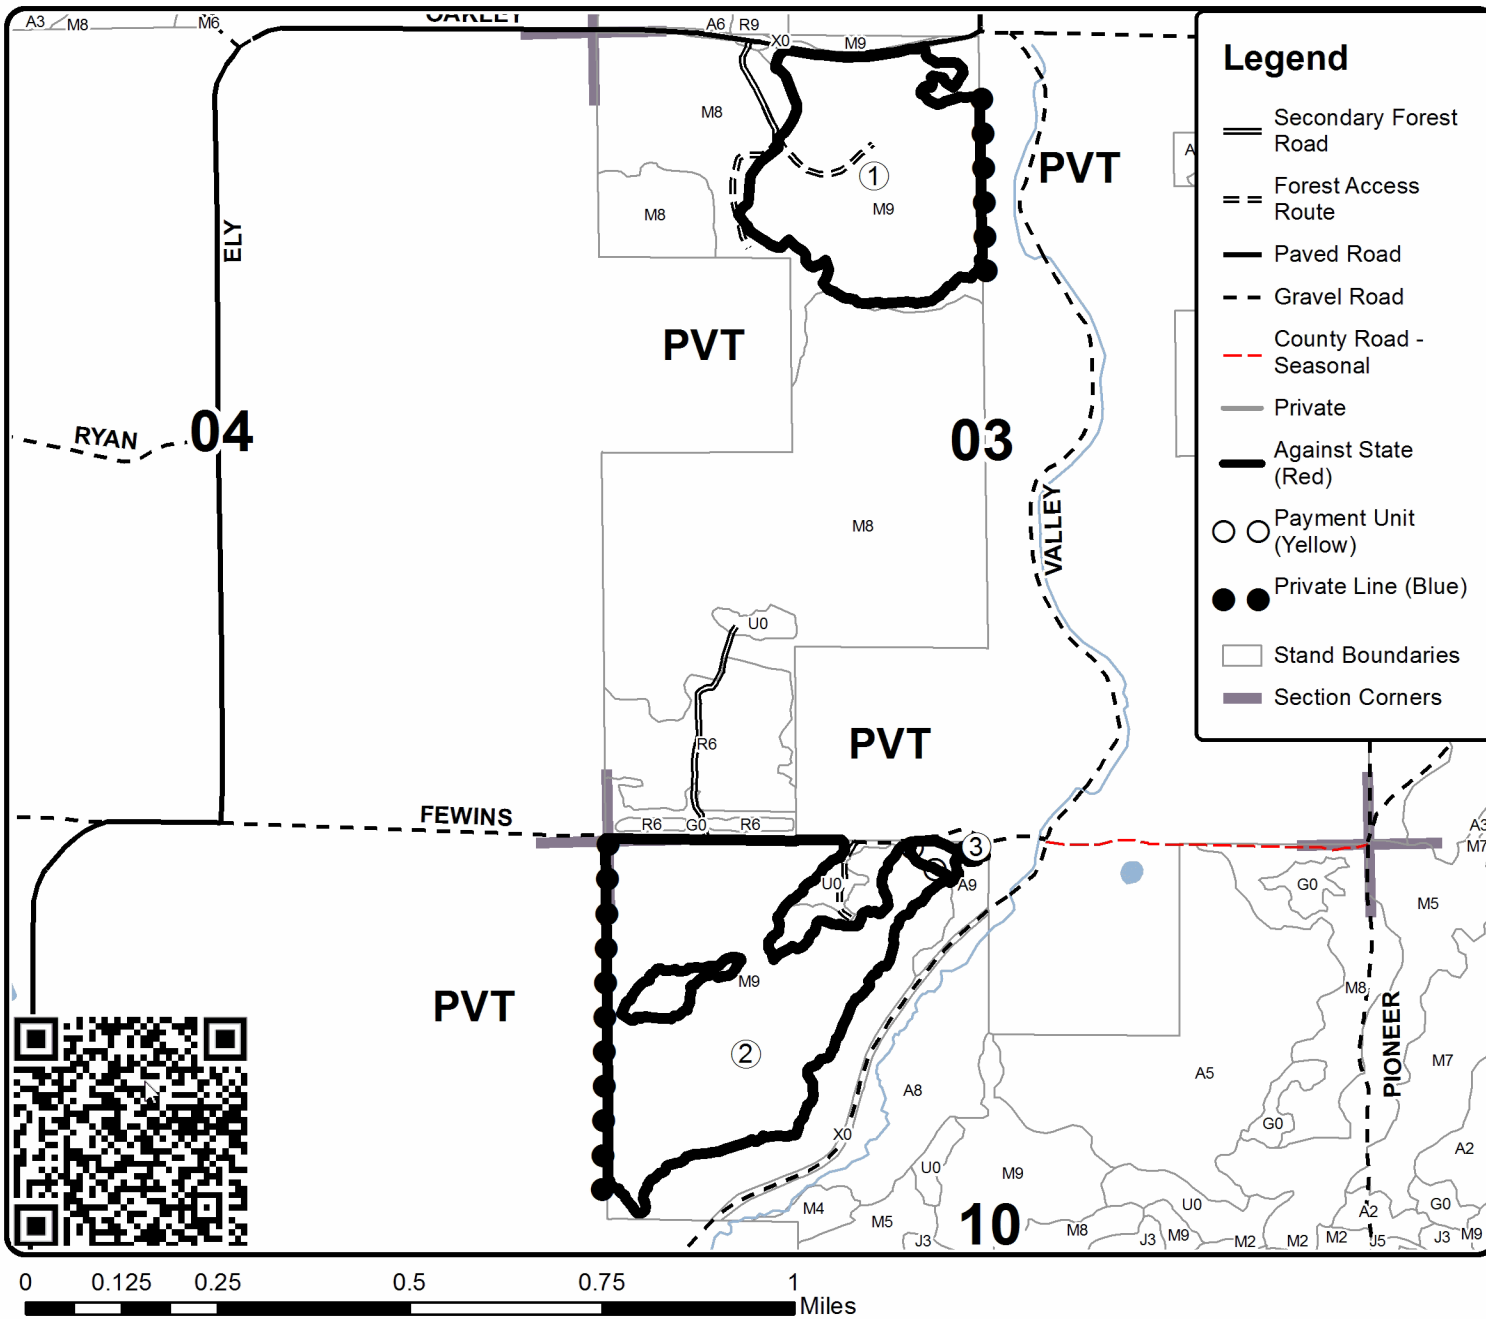 A3
M8
M6
OAKLEY
A6
R9
X0
M9
M8
M8
1
M9
PVT
A
ELY
PVT
RYAN
04
03
M8
VALLEY
U0
R6
PVT
FEWINS
R6
G0
R6
3
U0
A9
M9
PVT
2
A8
X0
U0
M9
M4
M5
J3
10
M8
J3
M9
U0
M2
M2
M2
A2
J5
J3
M9
G0
A2
M7
M5
M8
A5
G0
G0
A3
M7
PIONEER
Legend
Secondary Forest
Road
Forest Access
Route
Paved Road
Gravel Road
County Road -
Seasonal
Private
Against State
(Red)
Payment Unit
(Yellow)
Private Line (Blue)
Stand Boundaries
Section Corners
0 0.125 0.25 0.5 0.75 1
Miles